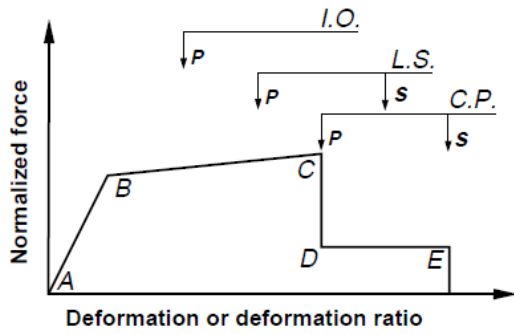 I.O.
P
L.S.
P
S
C.P.
P
S
C
B
D
E
A
Normalized force
Deformation or deformation ratio